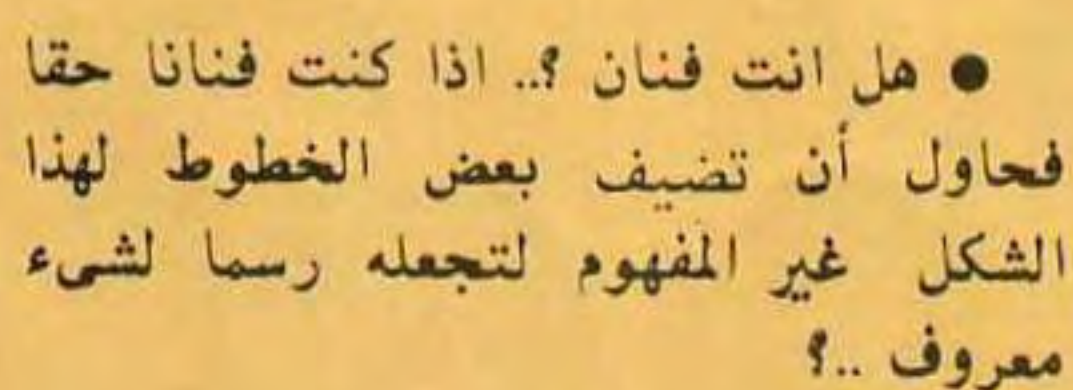 ● هل انت فنان ؟.. اذا كنت فنانا حقا
فحاول أن تضيف بعض الخطوط لهذا
الشكل غير المفهوم لتجعله رسما لشىء
معروف ..؟